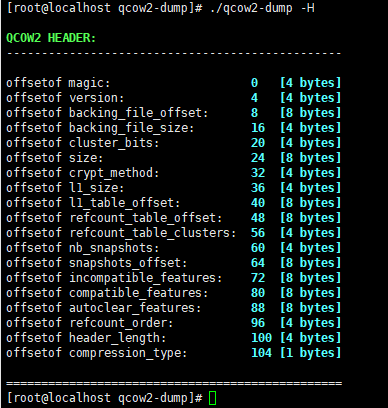 [root@localhost qcow2-dump]# ./qcow2-dump -H
QCOW2 HEADER:
------------------------------------------------
offsetof magic: 0 [4 bytes]
offsetof version: 4 [4 bytes]
offsetof backing_file_offset: 8 [8 bytes]
offsetof backing_file_size: 16 [4 bytes]
offsetof cluster_bits: 20 [4 bytes]
offsetof size: 24 [8 bytes]
offsetof crypt_method: 32 [4 bytes]
offsetof l1_size: 36 [4 bytes]
offsetof l1_table_offset: 40 [8 bytes]
offsetof refcount_table_offset: 48 [8 bytes]
offsetof refcount_table_clusters: 56 [4 bytes]
offsetof nb_snapshots: 60 [4 bytes]
offsetof snapshots_offset: 64 [8 bytes]
offsetof incompatible_features: 72 [8 bytes]
offsetof compatible_features: 80 [8 bytes]
offsetof autoclear_features: 88 [8 bytes]
offsetof refcount_order: 96 [4 bytes]
offsetof header_length: 100 [4 bytes]
offsetof compression_type: 104 [1 bytes]
================================================
[root@localhost qcow2-dump]#